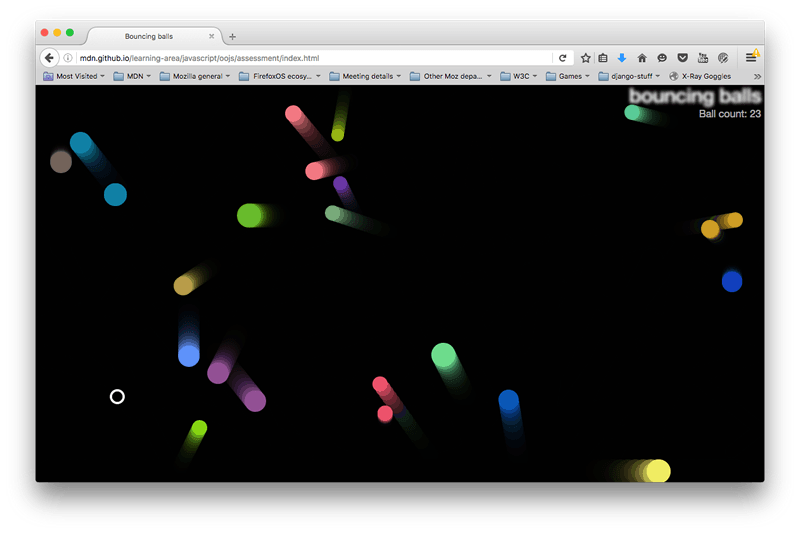 Bouncing balls
mdn.github.io/learning-area/javascript/oojs/assessment/index.html
Most Visited MDN Mozilla general FirefoxOS ecosy... Meeting details Other Moz depa... W3C Games django-stuff X-Ray Goggles
bouncing balls
Ball count: 23